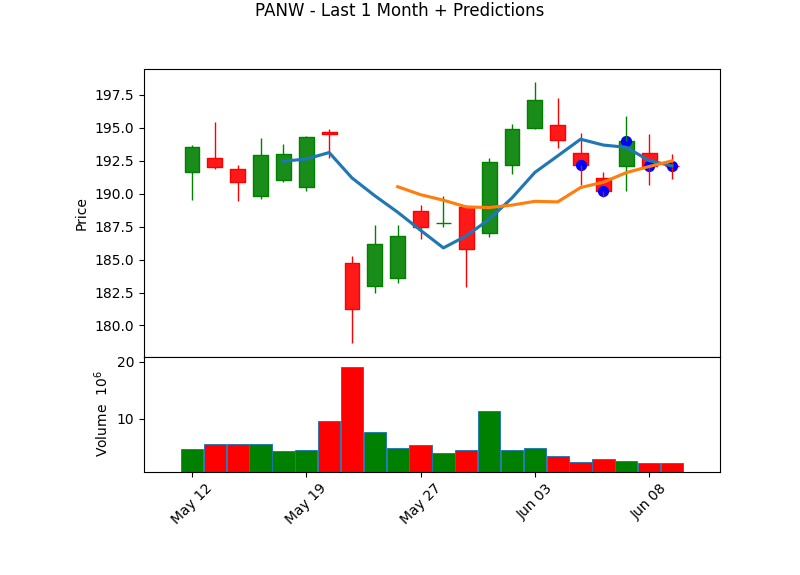 PANW - Last 1 Month + Predictions
197.5
195.0
192.5
190.0
187.5
185.0
182.5
180.0
Price
20
10
Volume 10^6
May 12
May 19
May 27
Jun 03
Jun 08